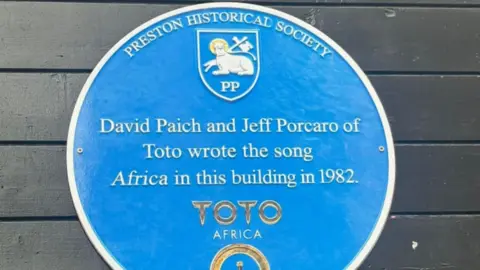 PRESTON HISTORICAL SOCIETY
PP
David Paich and Jeff Porcaro of
Toto wrote the song
Africa in this building in 1982.
TOTO
AFRICA